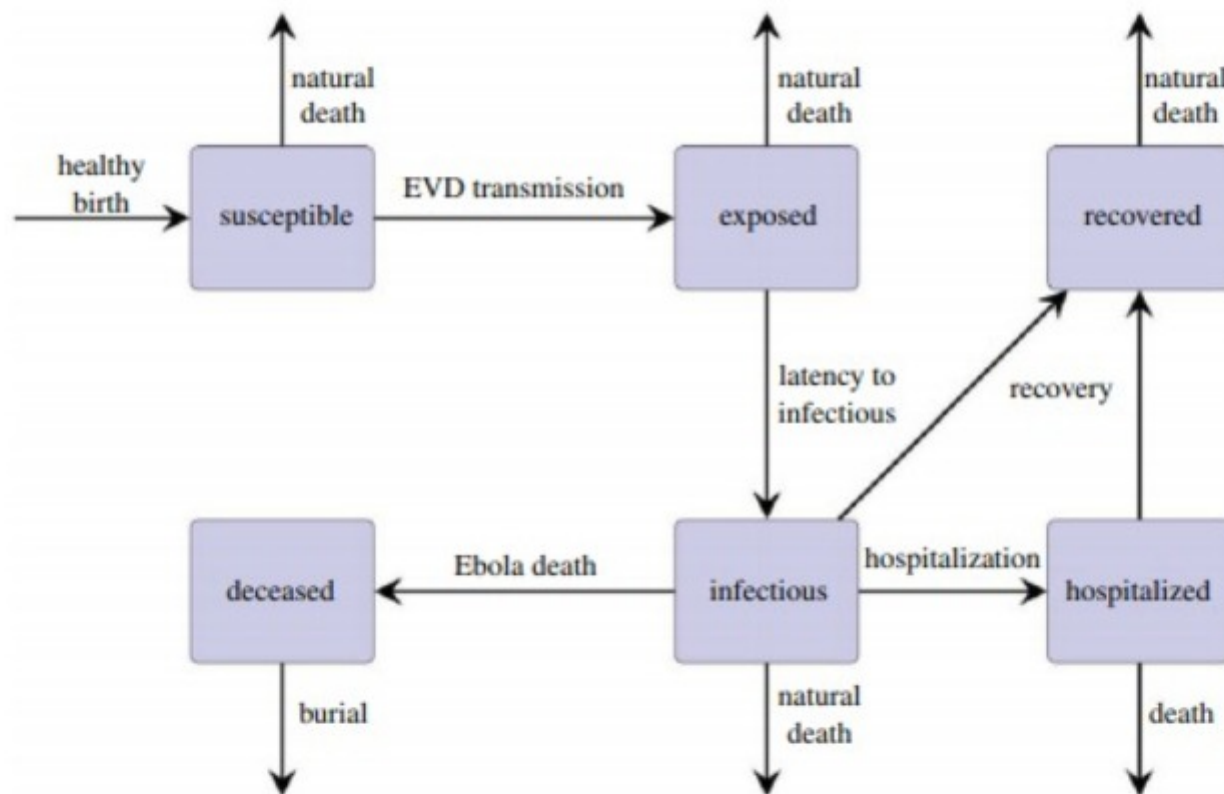 natural
death
natural
death
natural
death
healthy
birth
EVD transmission
susceptible
exposed
recovered
latency to
infectious
recovery
Ebola death
hospitalization
deceased
infectious
hospitalized
burial
natural
death
death